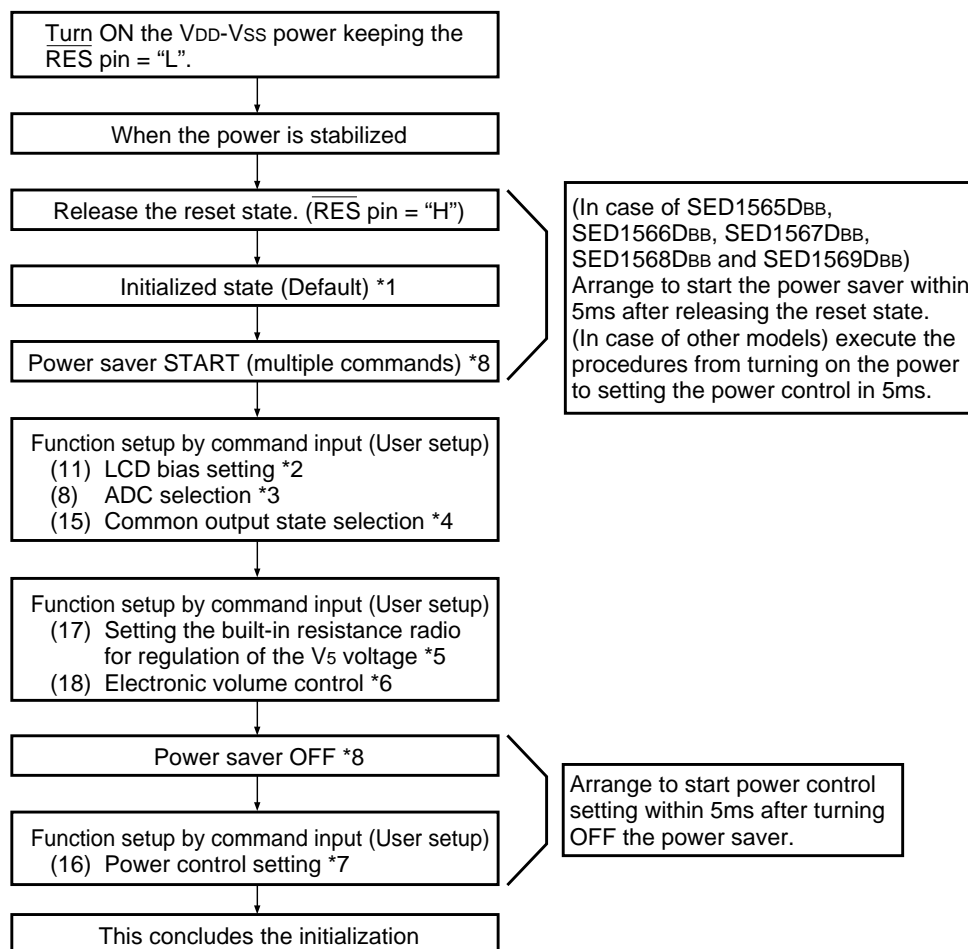 Turn ON the VDD-VSS power keeping the
RES pin = “L”.
When the power is stabilized
Release the reset state. (RES pin = “H”)
Initialized state (Default) *1
Power saver START (multiple commands) *8
(In case of SED1565DBB,
SED1566DBB, SED1567DBB,
SED1568DBB and SED1569DBB)
Arrange to start the power saver within
5ms after releasing the reset state.
(In case of other models) execute the
procedures from turning on the power
to setting the power control in 5ms.
Function setup by command input (User setup)
(11) LCD bias setting *2
(8) ADC selection *3
(15) Common output state selection *4
Function setup by command input (User setup)
(17) Setting the built-in resistance radio
for regulation of the V5 voltage *5
(18) Electronic volume control *6
Power saver OFF *8
Function setup by command input (User setup)
(16) Power control setting *7
Arrange to start power control
setting within 5ms after turning
OFF the power saver.
This concludes the initialization